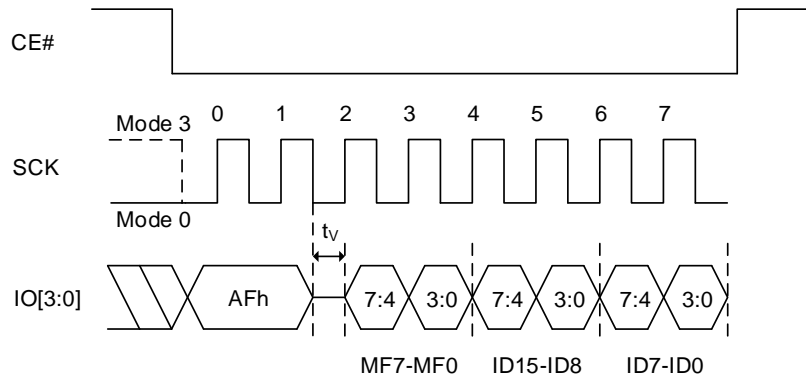 CE#
Mode 3
0 1 2 3 4 5 6 7
SCK
Mode 0
tV
IO[3:0]
AFh
7:4 3:0 7:4 3:0 7:4 3:0
MF7-MF0 ID15-ID8 ID7-ID0